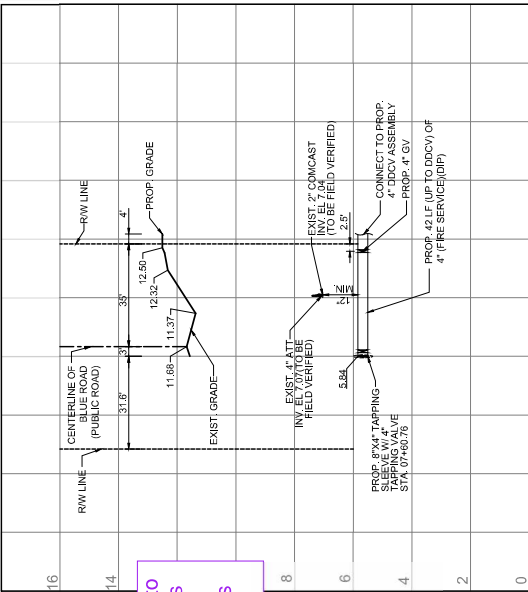 R/W LINE
31.6'
CENTERLINE OF
BLUE ROAD
(PUBLIC ROAD)
3'
35'
R/W LINE
4'
PROP. GRADE
12.50
12.32
11.37
11.68
EXIST. GRADE
EXIST. 4" ATT
INV. EL 7.07(TO BE
FIELD VERIFIED)
EXIST. 2" COMCAST
INV. EL 7.04
(TO BE FIELD VERIFIED)
2.5'
12"
MIN.
CONNECT TO PROP.
4" DDCV ASSEMBLY
PROP. 4" GV
5.84
PROP. 8"X4" TAPPING
SLEEVE W/ 4"
TAPPING VALVE
STA. 07+60.76
PROP. 42 LF (UP TO DDCV) OF
4" (FIRE SERVICE)(DIP)
16
14
8
6
4
2
0